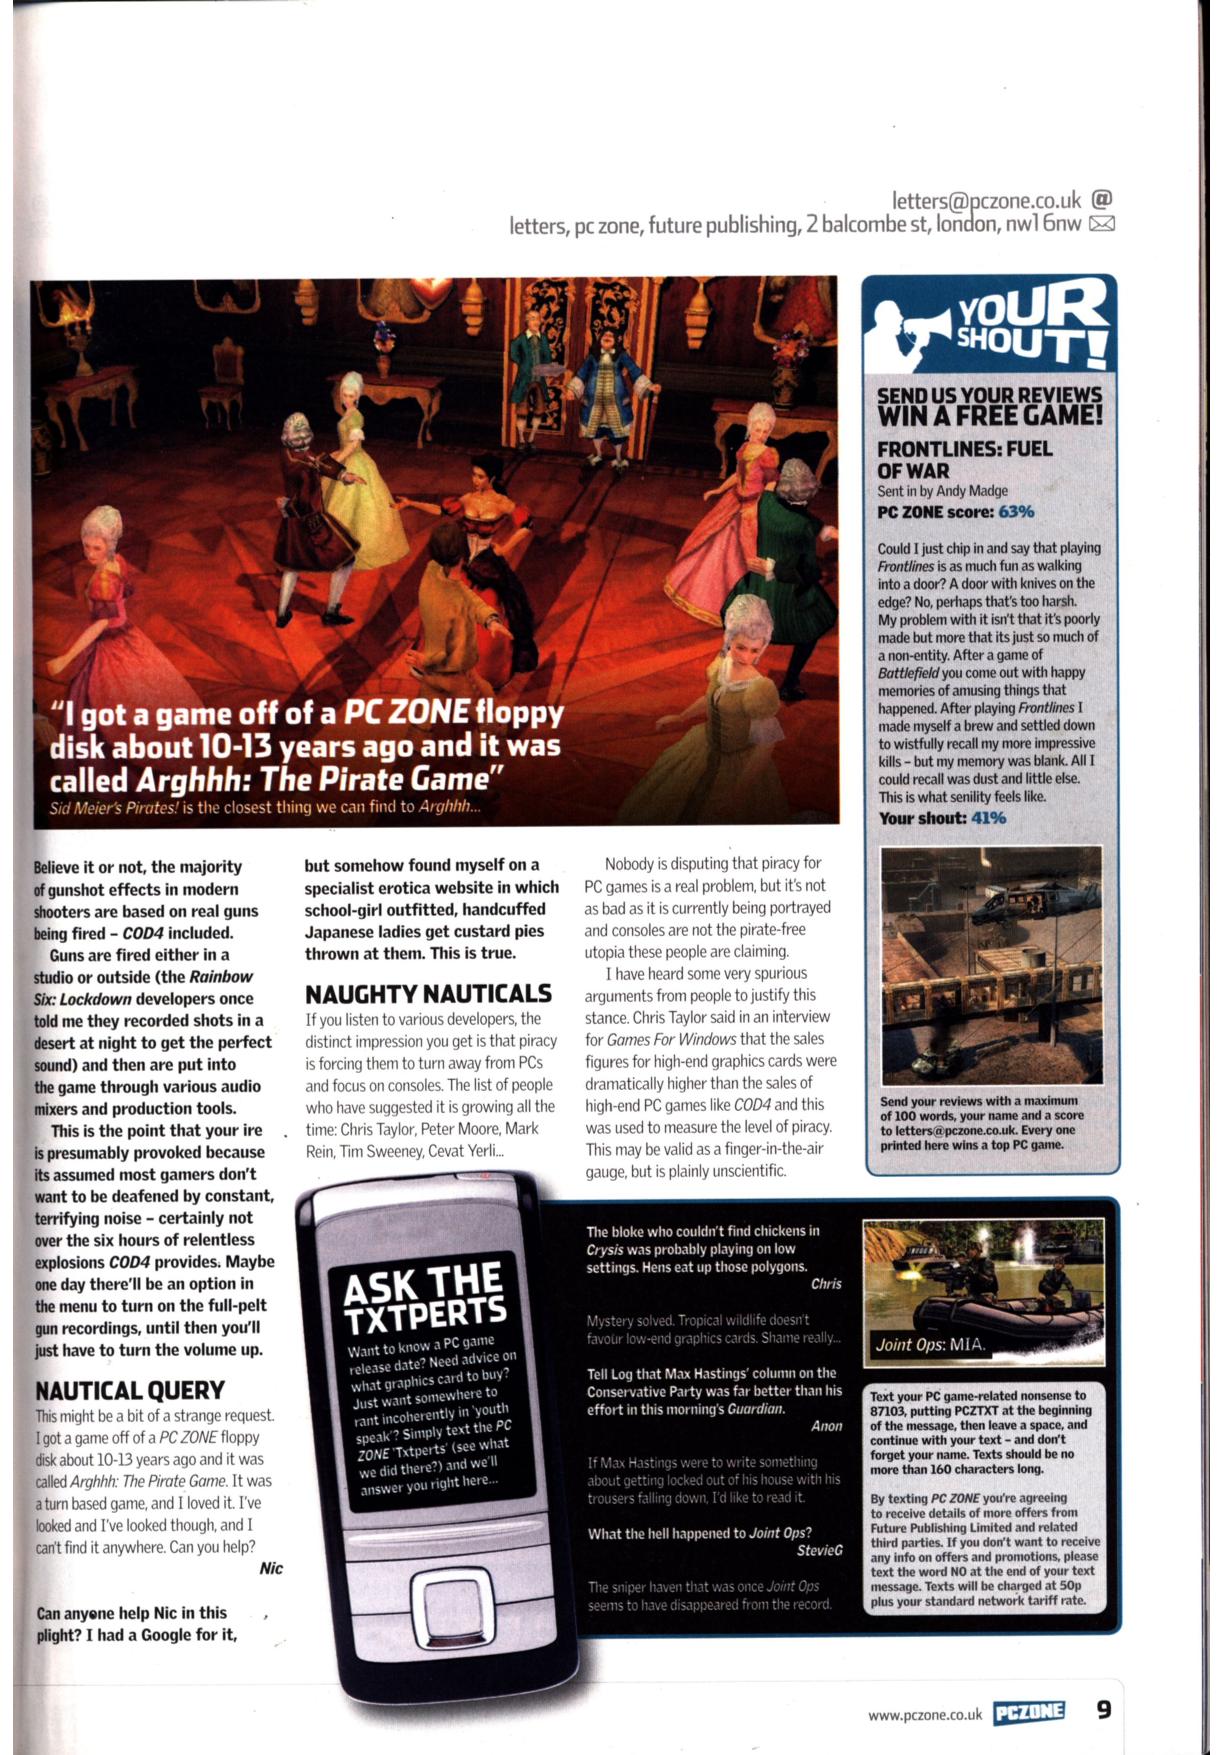 letters@pczone.co.uk @
letters, pc zone, future publishing, 2 balcombe st, london, nw1 6nw
"I got a game off of a PC ZONE floppy
disk about 10-13 years ago and it was
called Arghhh: The Pirate Game"
Sid Meier's Pirates! is the closest thing we can find to Arghhh...
Believe it or not, the majority
of gunshot effects in modern
shooters are based on real guns
being fired – COD4 included.
Guns are fired either in a
studio or outside (the Rainbow
Six: Lockdown developers once
told me they recorded shots in a
desert at night to get the perfect
sound) and then are put into
the game through various audio
mixers and production tools.
This is the point that your ire
is presumably provoked because
its assumed most gamers don't
want to be deafened by constant,
terrifying noise – certainly not
over the six hours of relentless
explosions COD4 provides. Maybe
one day there'll be an option in
the menu to turn on the full-pelt
gun recordings, until then you'll
just have to turn the volume up.
NAUTICAL QUERY
This might be a bit of a strange request.
I got a game off of a PC ZONE floppy
disk about 10-13 years ago and it was
called Arghhh: The Pirate Game. It was
a turn based game, and I loved it. I've
looked and I've looked though, and I
can't find it anywhere. Can you help?
Nic
Can anyone help Nic in this
plight? I had a Google for it,
but somehow found myself on a
specialist erotica website in which
school-girl outfitted, handcuffed
Japanese ladies get custard pies
thrown at them. This is true.
NAUGHTY NAUTICALS
If you listen to various developers, the
distinct impression you get is that piracy
is forcing them to turn away from PCs
and focus on consoles. The list of people
who have suggested it is growing all the
time: Chris Taylor, Peter Moore, Mark
Rein, Tim Sweeney, Cevat Yerli...
Nobody is disputing that piracy for
PC games is a real problem, but it's not
as bad as it is currently being portrayed
and consoles are not the pirate-free
utopia these people are claiming.
I have heard some very spurious
arguments from people to justify this
stance. Chris Taylor said in an interview
for Games For Windows that the sales
figures for high-end graphics cards were
dramatically higher than the sales of
high-end PC games like COD4 and this
was used to measure the level of piracy.
This may be valid as a finger-in-the-air
gauge, but is plainly unscientific.
YOUR
SHOUT!
SEND US YOUR REVIEWS
WIN A FREE GAME!
FRONTLINES: FUEL
OF WAR
Sent in by Andy Madge
PC ZONE score: 63%
Could I just chip in and say that playing
Frontlines is as much fun as walking
into a door? A door with knives on the
edge? No, perhaps that's too harsh.
My problem with it isn't that it's poorly
made but more that its just so much of
a non-entity. After a game of
Battlefield you come out with happy
memories of amusing things that
happened. After playing Frontlines I
made myself a brew and settled down
to wistfully recall my more impressive
kills – but my memory was blank. All I
could recall was dust and little else.
This is what senility feels like.
Your shout: 41%
Send your reviews with a maximum
of 100 words, your name and a score
to letters@pczone.co.uk. Every one
printed here wins a top PC game.
ASK THE
TXTPERTS
Want to know a PC game
release date? Need advice on
what graphics card to buy?
Just want somewhere to
rant incoherently in 'youth
speak'? Simply text the PC
ZONE 'Txtperts' (see what
we did there?) and we'll
answer you right here...
The bloke who couldn't find chickens in
Crysis was probably playing on low
settings. Hens eat up those polygons.
Chris
Mystery solved. Tropical wildlife doesn't
favour low-end graphics cards. Shame really...
Tell Log that Max Hastings' column on the
Conservative Party was far better than his
effort in this morning's Guardian.
Anon
If Max Hastings were to write something
about getting locked out of his house with his
trousers falling down, I'd like to read it.
What the hell happened to Joint Ops?
StevieG
The sniper haven that was once Joint Ops
seems to have disappeared from the record.
Joint Ops: MIA.
Text your PC game-related nonsense to
87103, putting PCZTXT at the beginning
of the message, then leave a space, and
continue with your text – and don't
forget your name. Texts should be no
more than 160 characters long.
By texting PC ZONE you're agreeing
to receive details of more offers from
Future Publishing Limited and related
third parties. If you don't want to receive
any info on offers and promotions, please
text the word NO at the end of your text
message. Texts will be charged at 50p
plus your standard network tariff rate.
www.pczone.co.uk PCZONE 9